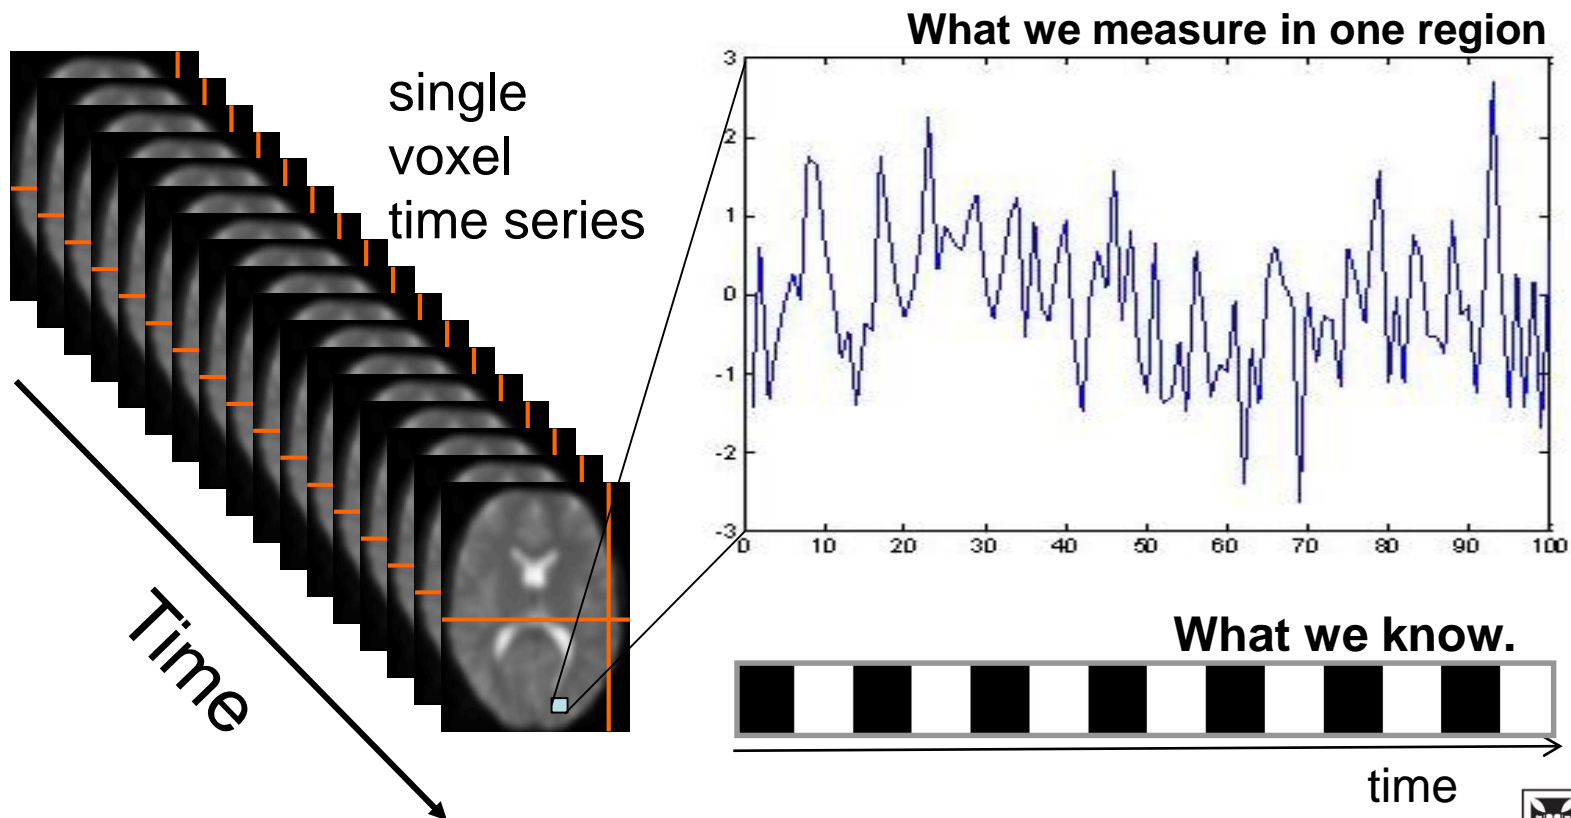 What we measure in one region
single
voxel
time series
3
2
1
0
-1
-2
-3
0 10 20 30 40 50 60 70 80 90 100
Time
What we know.
time